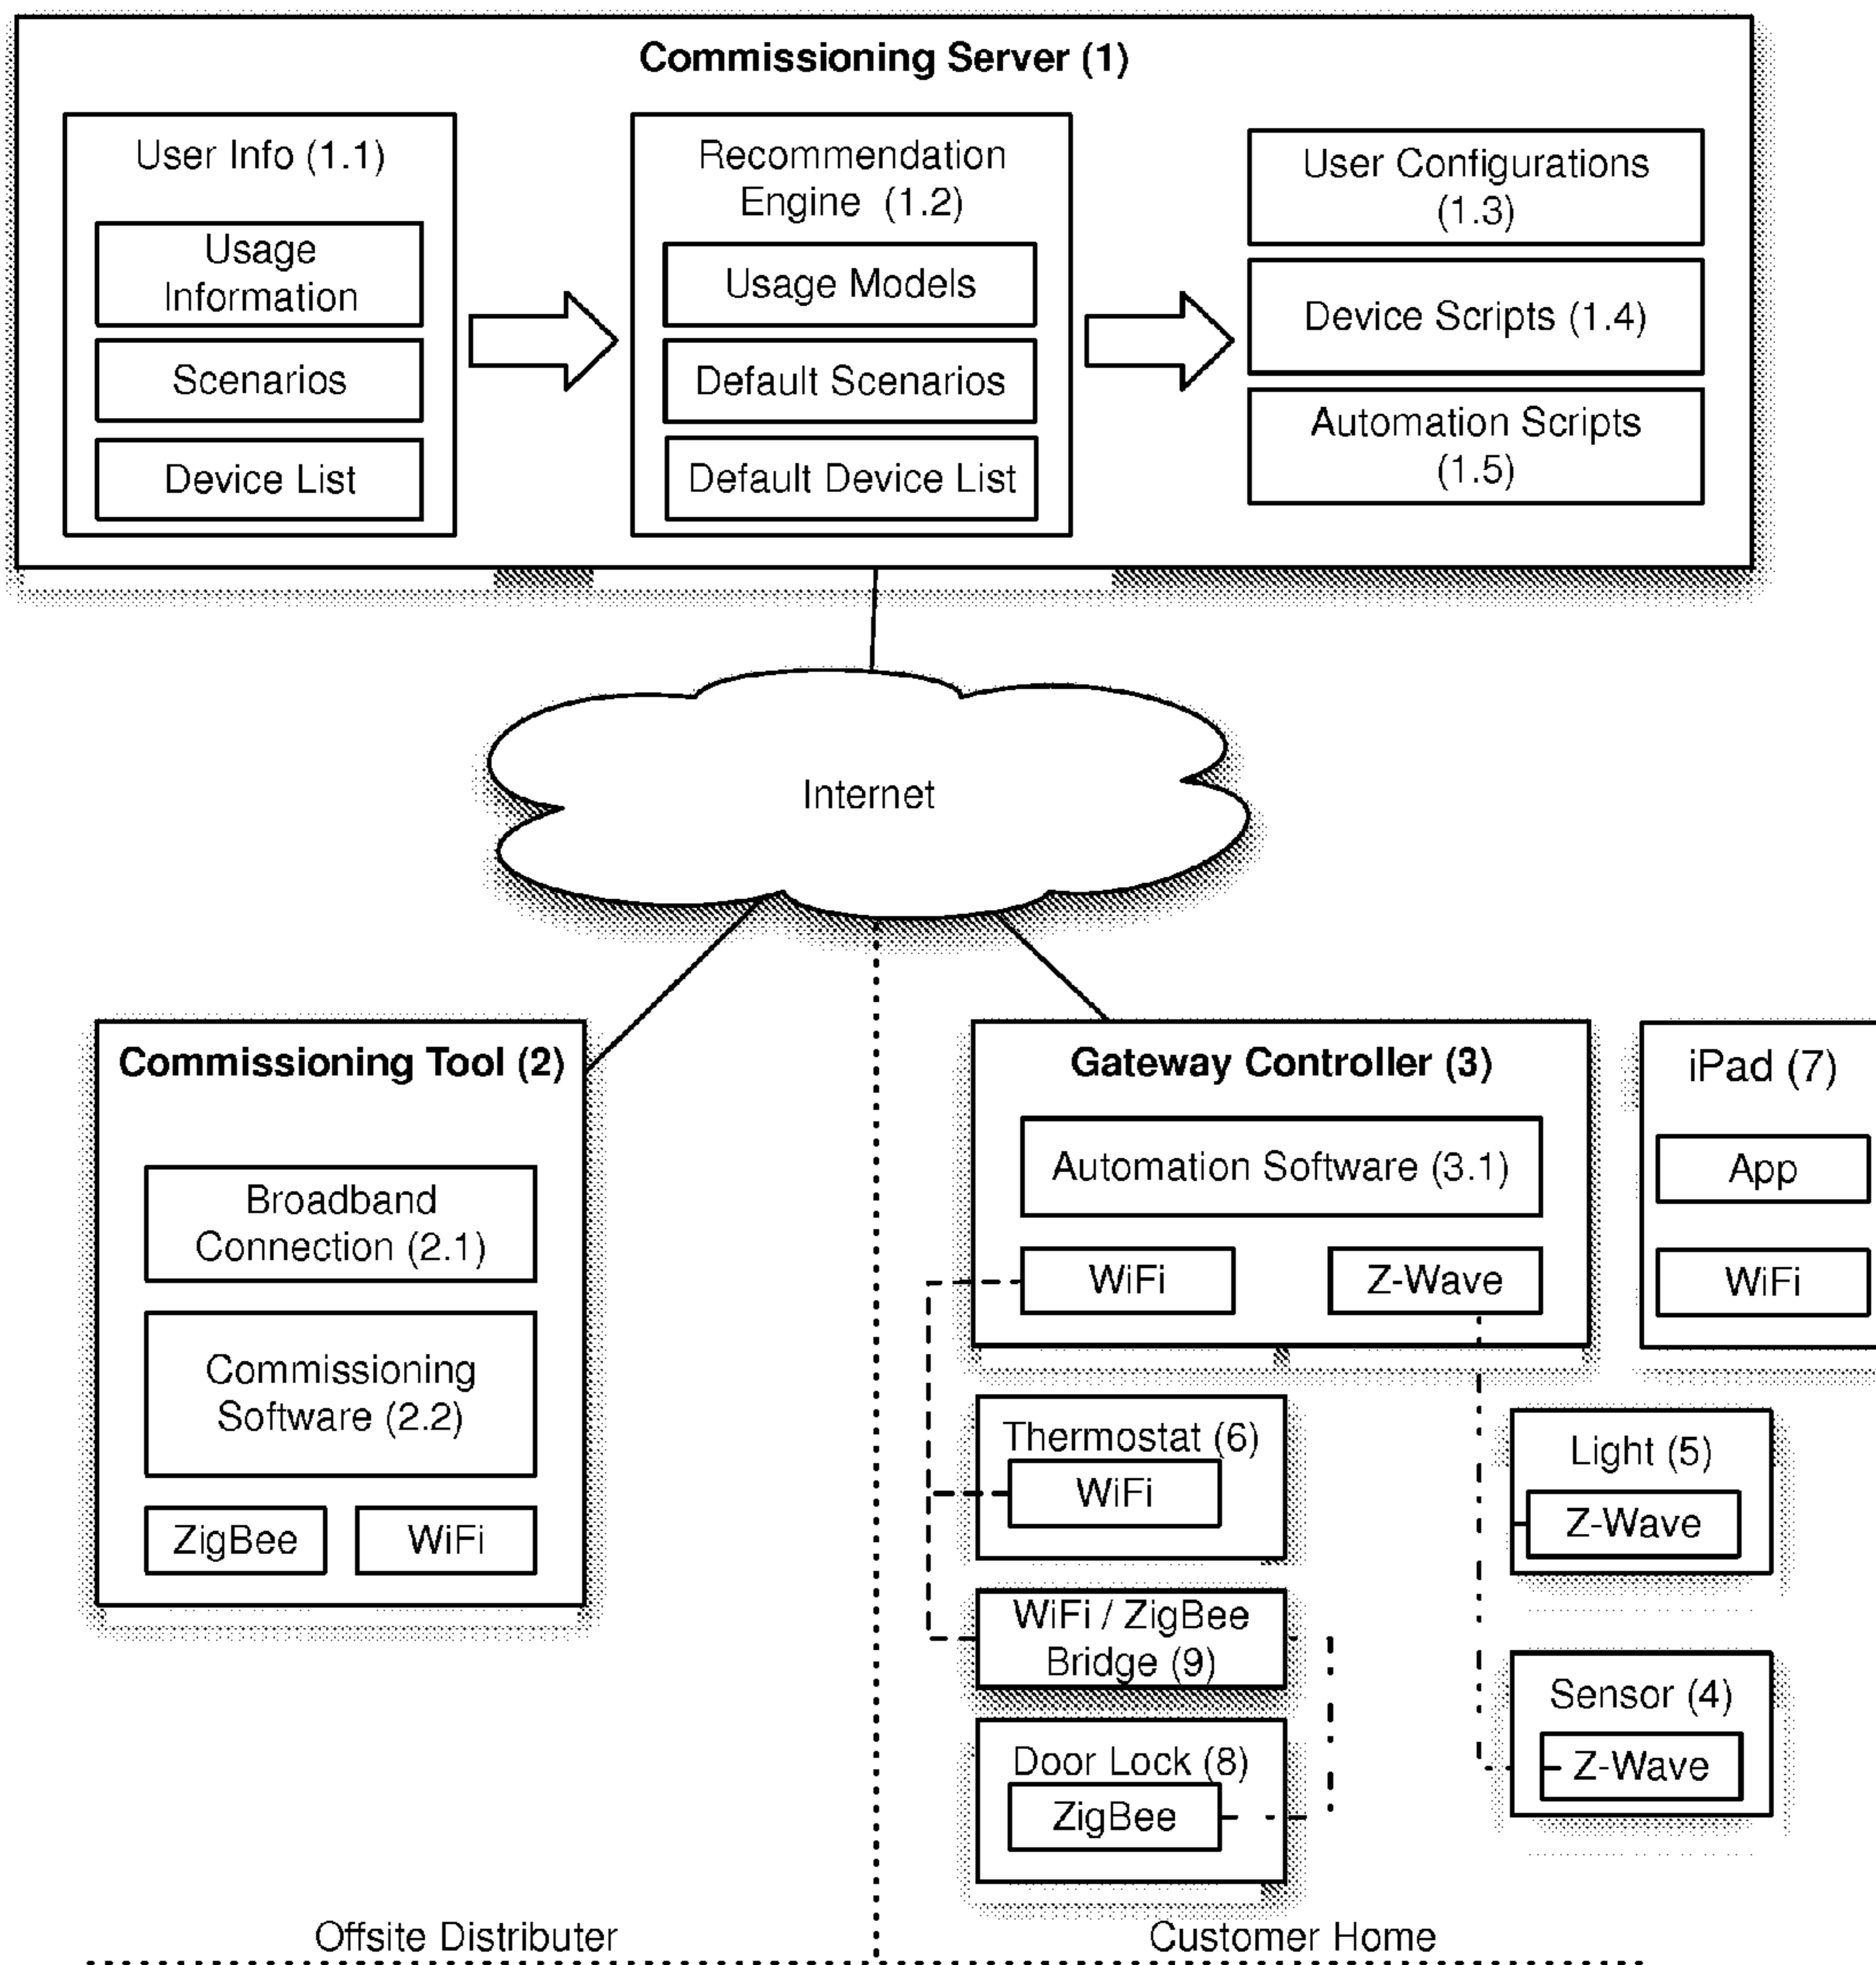 Commissioning Server (1)
User Info (1.1)
Usage
Information
Scenarios
Device List
Recommendation
Engine (1.2)
Usage Models
Default Scenarios
Default Device List
User Configurations
(1.3)
Device Scripts (1.4)
Automation Scripts
(1.5)
Internet
Commissioning Tool (2)
Broadband
Connection (2.1)
Commissioning
Software (2.2)
ZigBee
WiFi
Gateway Controller (3)
Automation Software (3.1)
WiFi
Z-Wave
iPad (7)
App
WiFi
Thermostat (6)
WiFi
Light (5)
Z-Wave
WiFi / ZigBee
Bridge (9)
Sensor (4)
Z-Wave
Door Lock (8)
ZigBee
Offsite Distributer
Customer Home